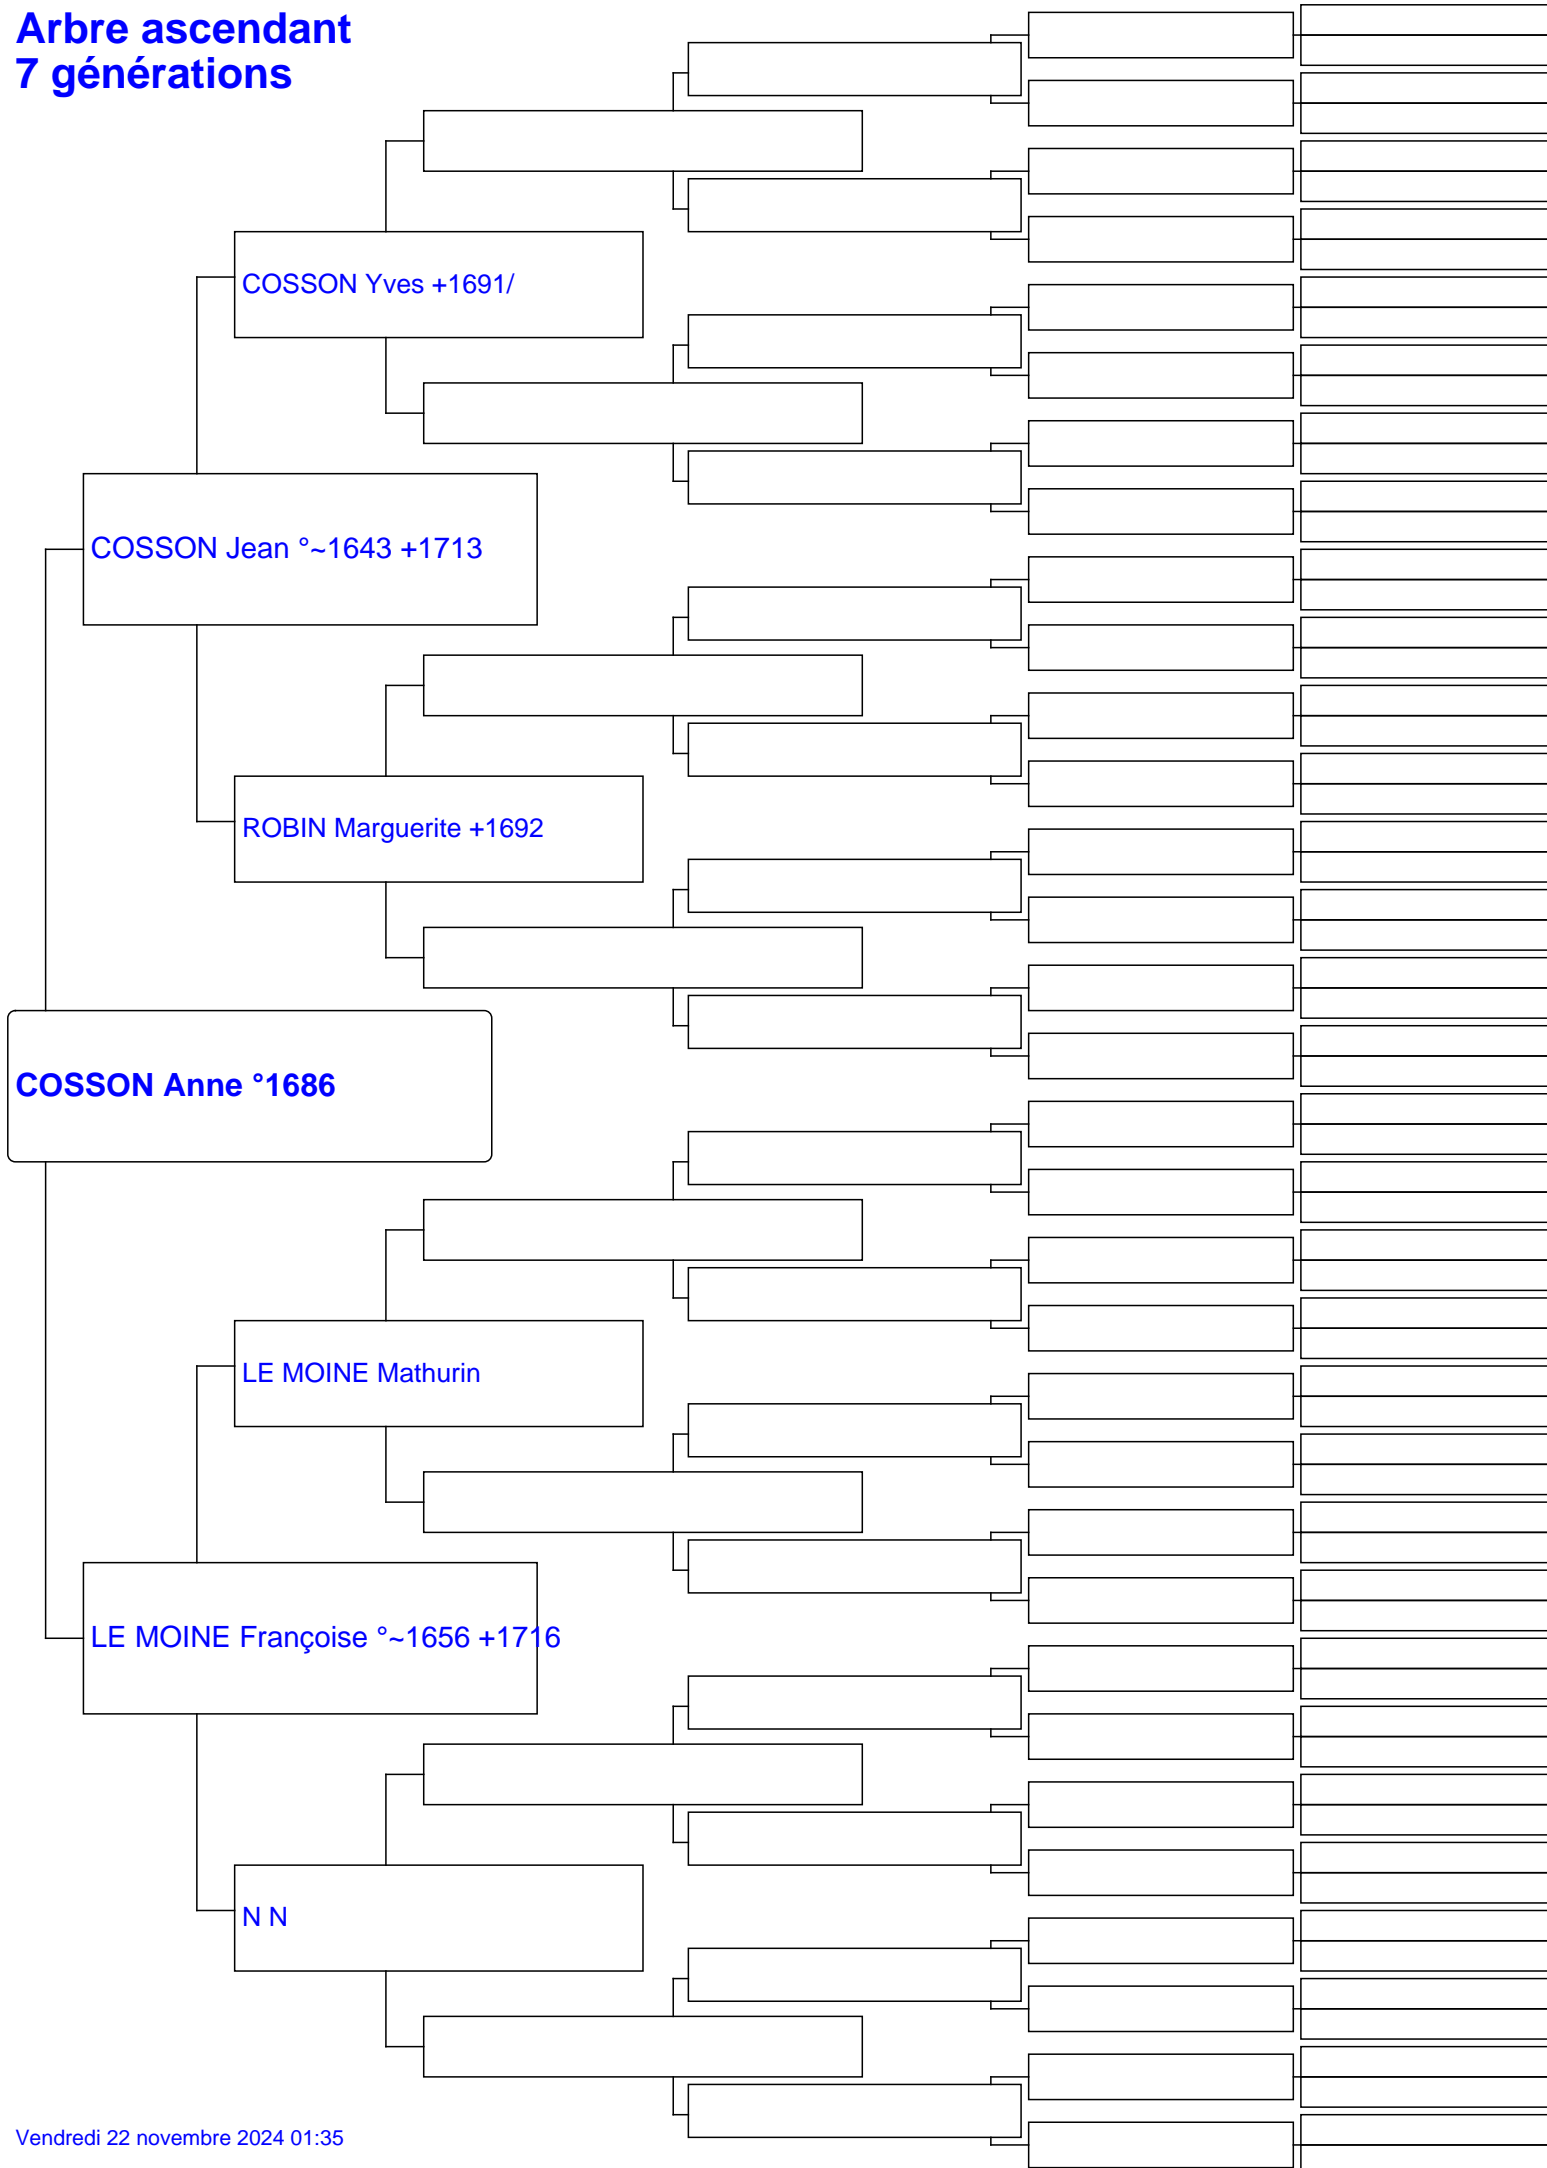 Arbre ascendant
7 générations
COSSON Yves +1691/
COSSON Jean °~1643 +1713
ROBIN Marguerite +1692
COSSON Anne °1686
LE MOINE Mathurin
LE MOINE Françoise °~1656 +1716
N N
Vendredi 22 novembre 2024 01:35